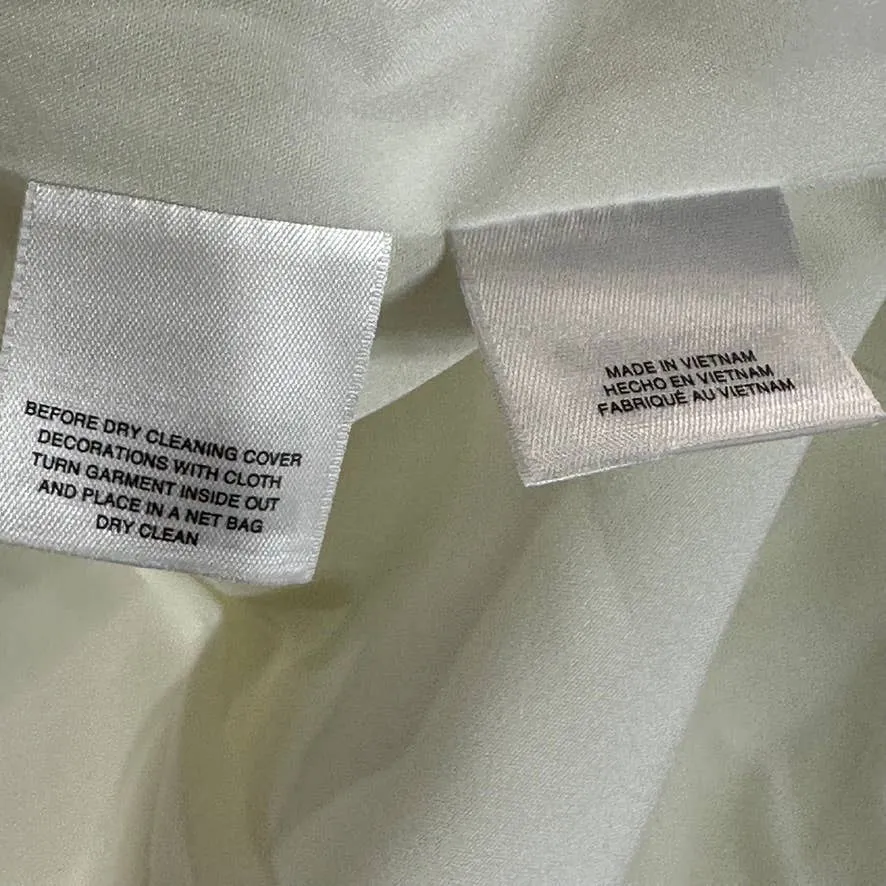 BEFORE DRY CLEANING COVER
DECORATIONS WITH CLOTH
TURN GARMENT INSIDE OUT
AND PLACE IN A NET BAG
DRY CLEAN
MADE IN VIETNAM
HECHO EN VIETNAM
FABRIQUÉ AU VIETNAM